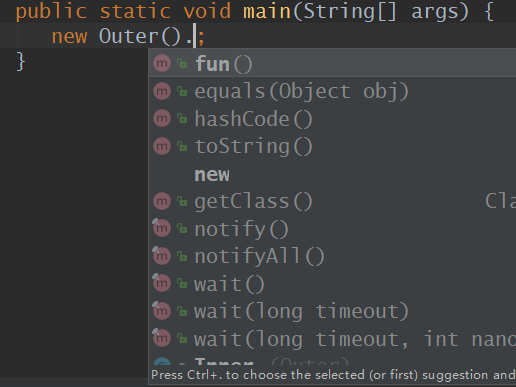 public static void main(String[] args) {
new Outer().;
}
m fun()
m equals(Object obj)
m hashCode()
m toString()
new
m getClass() Cla
m notify()
m notifyAll()
m wait()
m wait(long timeout)
m wait(long timeout, int nano
Inner (Outer)
Press Ctrl+. to choose the selected (or first) suggestion and